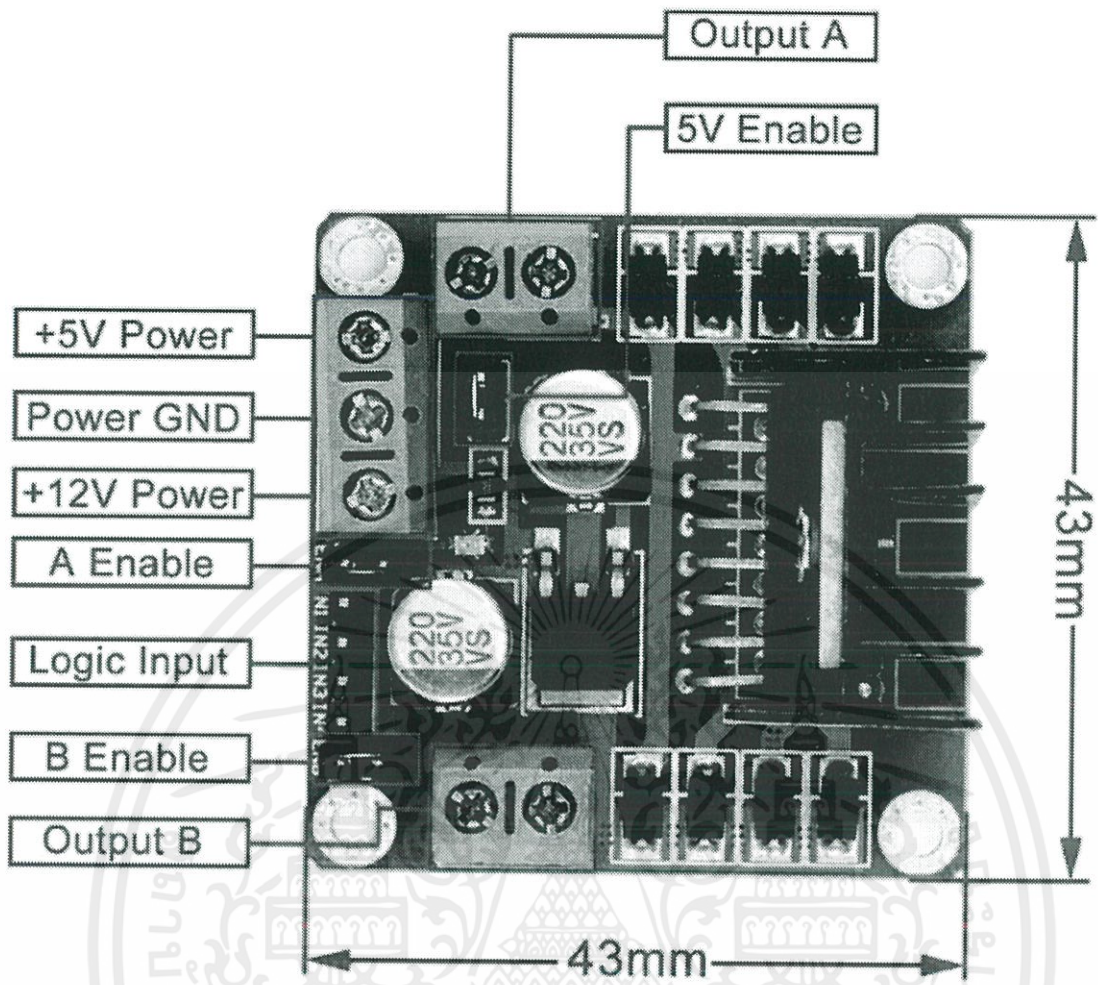 Output A
5V Enable
+5V Power
Power GND
+12V Power
A Enable
Logic Input
B Enable
Output B
220
35V
VS
220
35V
VS
43mm
43mm